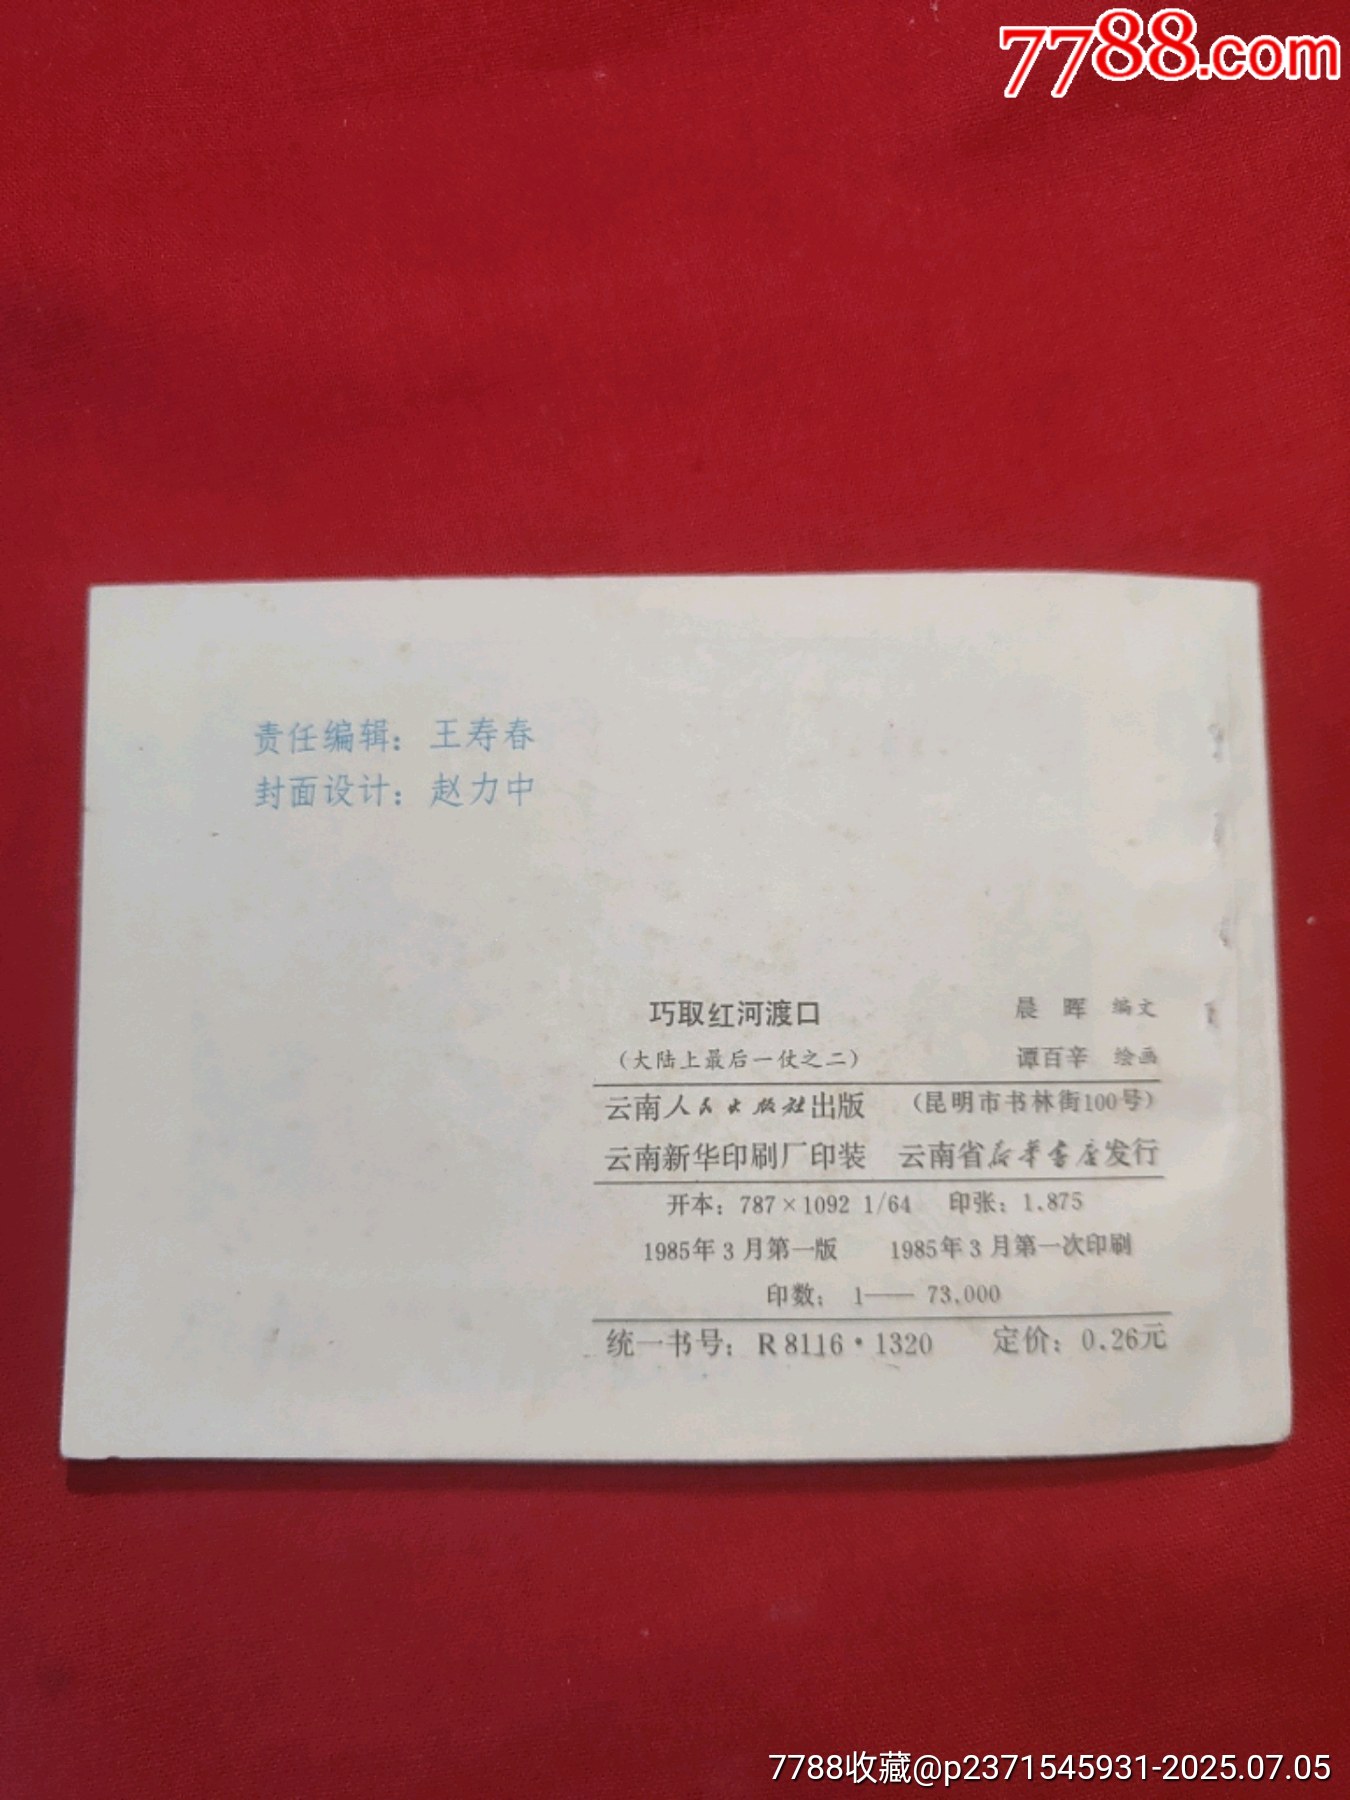 7788.com
责任编辑：王寿春
封面设计：赵力中
巧取红河渡口 晨晖 编文
（大陆上最后一仗之二） 谭百辛 绘画
云南人民出版社出版 （昆明市书林街100号）
云南新华印刷厂印装 云南省新华书店发行
开本：787×1092 1/64 印张：1.875
1985年3月第一版 1985年3月第一次印刷
印数： 1—— 73,000
统一书号：R 8116·1320 定价：0.26元
7788收藏@p2371545931-2025.07.05